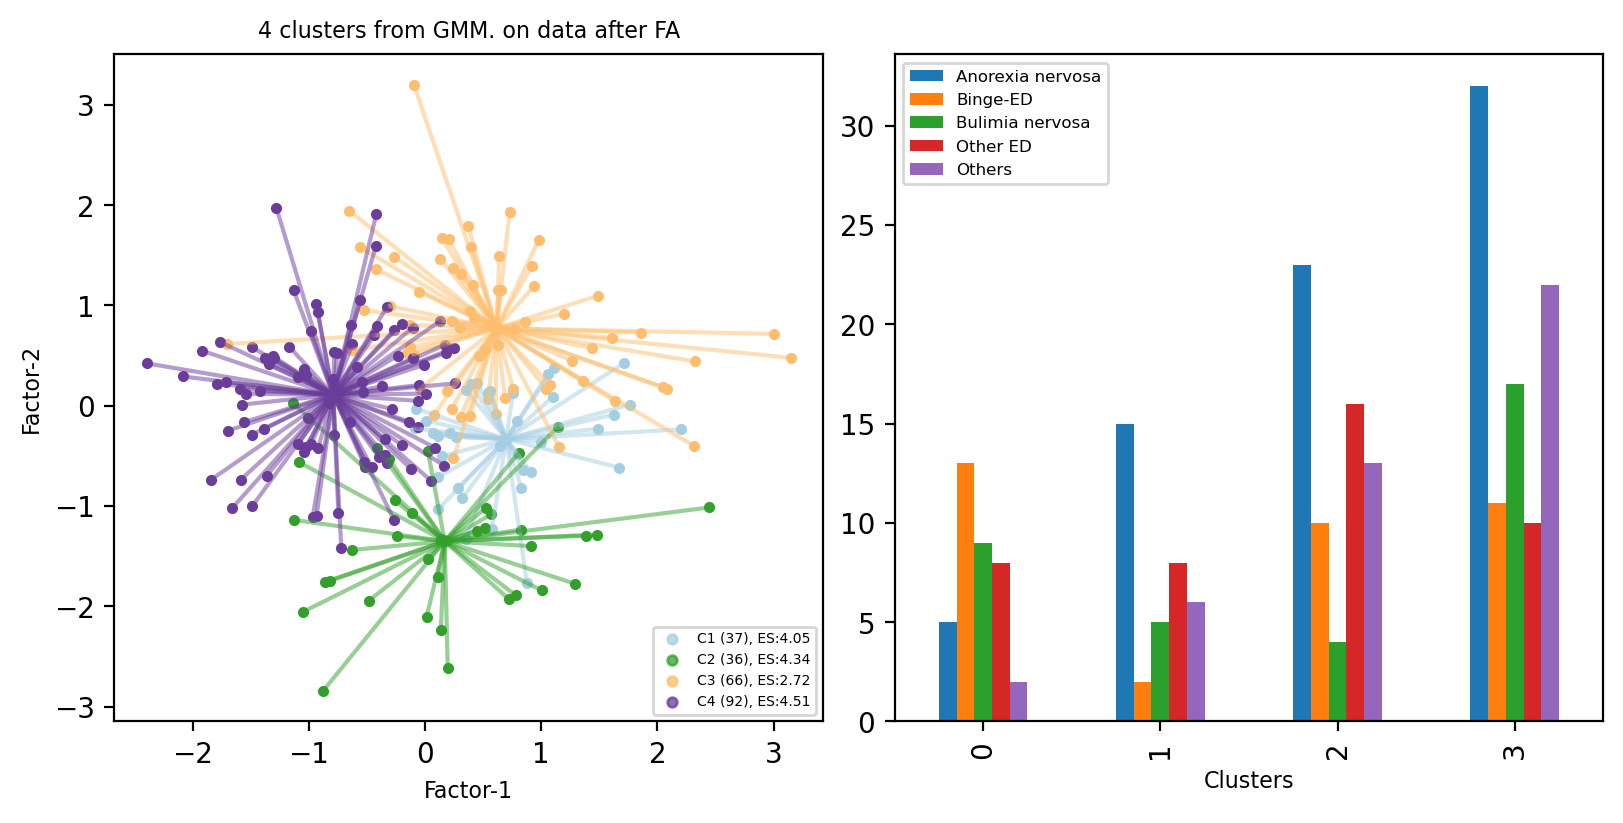 4 clusters from GMM. on data after FA
3
2
1
0
−1
−2
−3
Factor-2
−2
−1
0
1
2
3
Factor-1
C1 (37), ES:4.05
C2 (36), ES:4.34
C3 (66), ES:2.72
C4 (92), ES:4.51
Anorexia nervosa
Binge-ED
Bulimia nervosa
Other ED
Others
30
25
20
15
10
5
0
0
1
2
3
Clusters